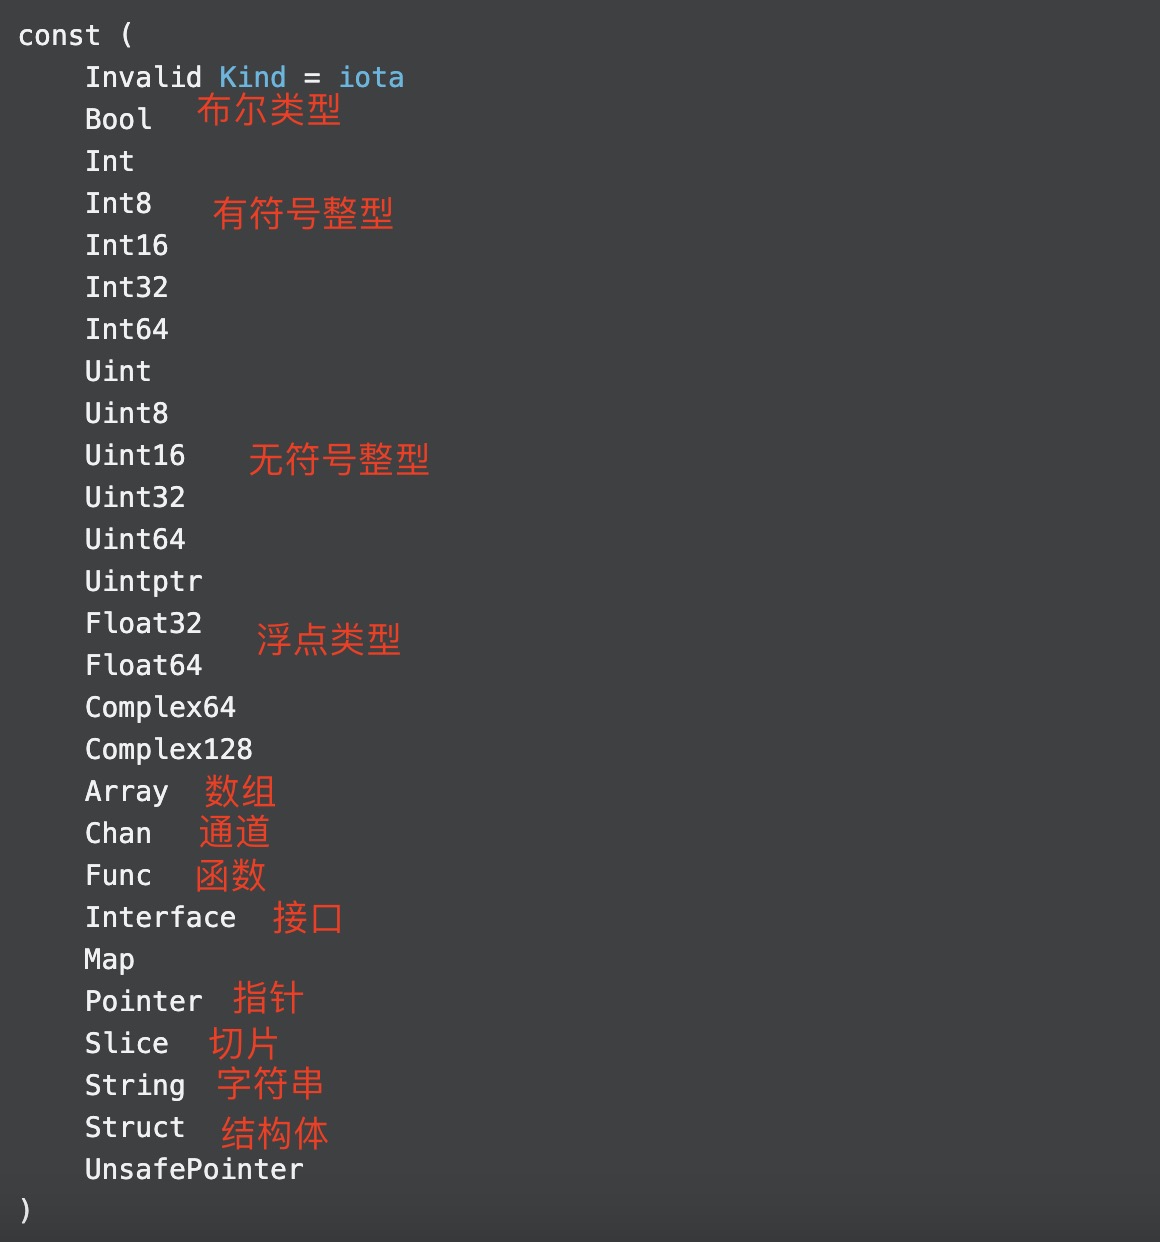 const (
Invalid Kind = iota
Bool 布尔类型
Int
Int8 有符号整型
Int16
Int32
Int64
Uint
Uint8
Uint16 无符号整型
Uint32
Uint64
Uintptr
Float32 浮点类型
Float64
Complex64
Complex128
Array 数组
Chan 通道
Func 函数
Interface 接口
Map
Pointer 指针
Slice 切片
String 字符串
Struct 结构体
UnsafePointer
)